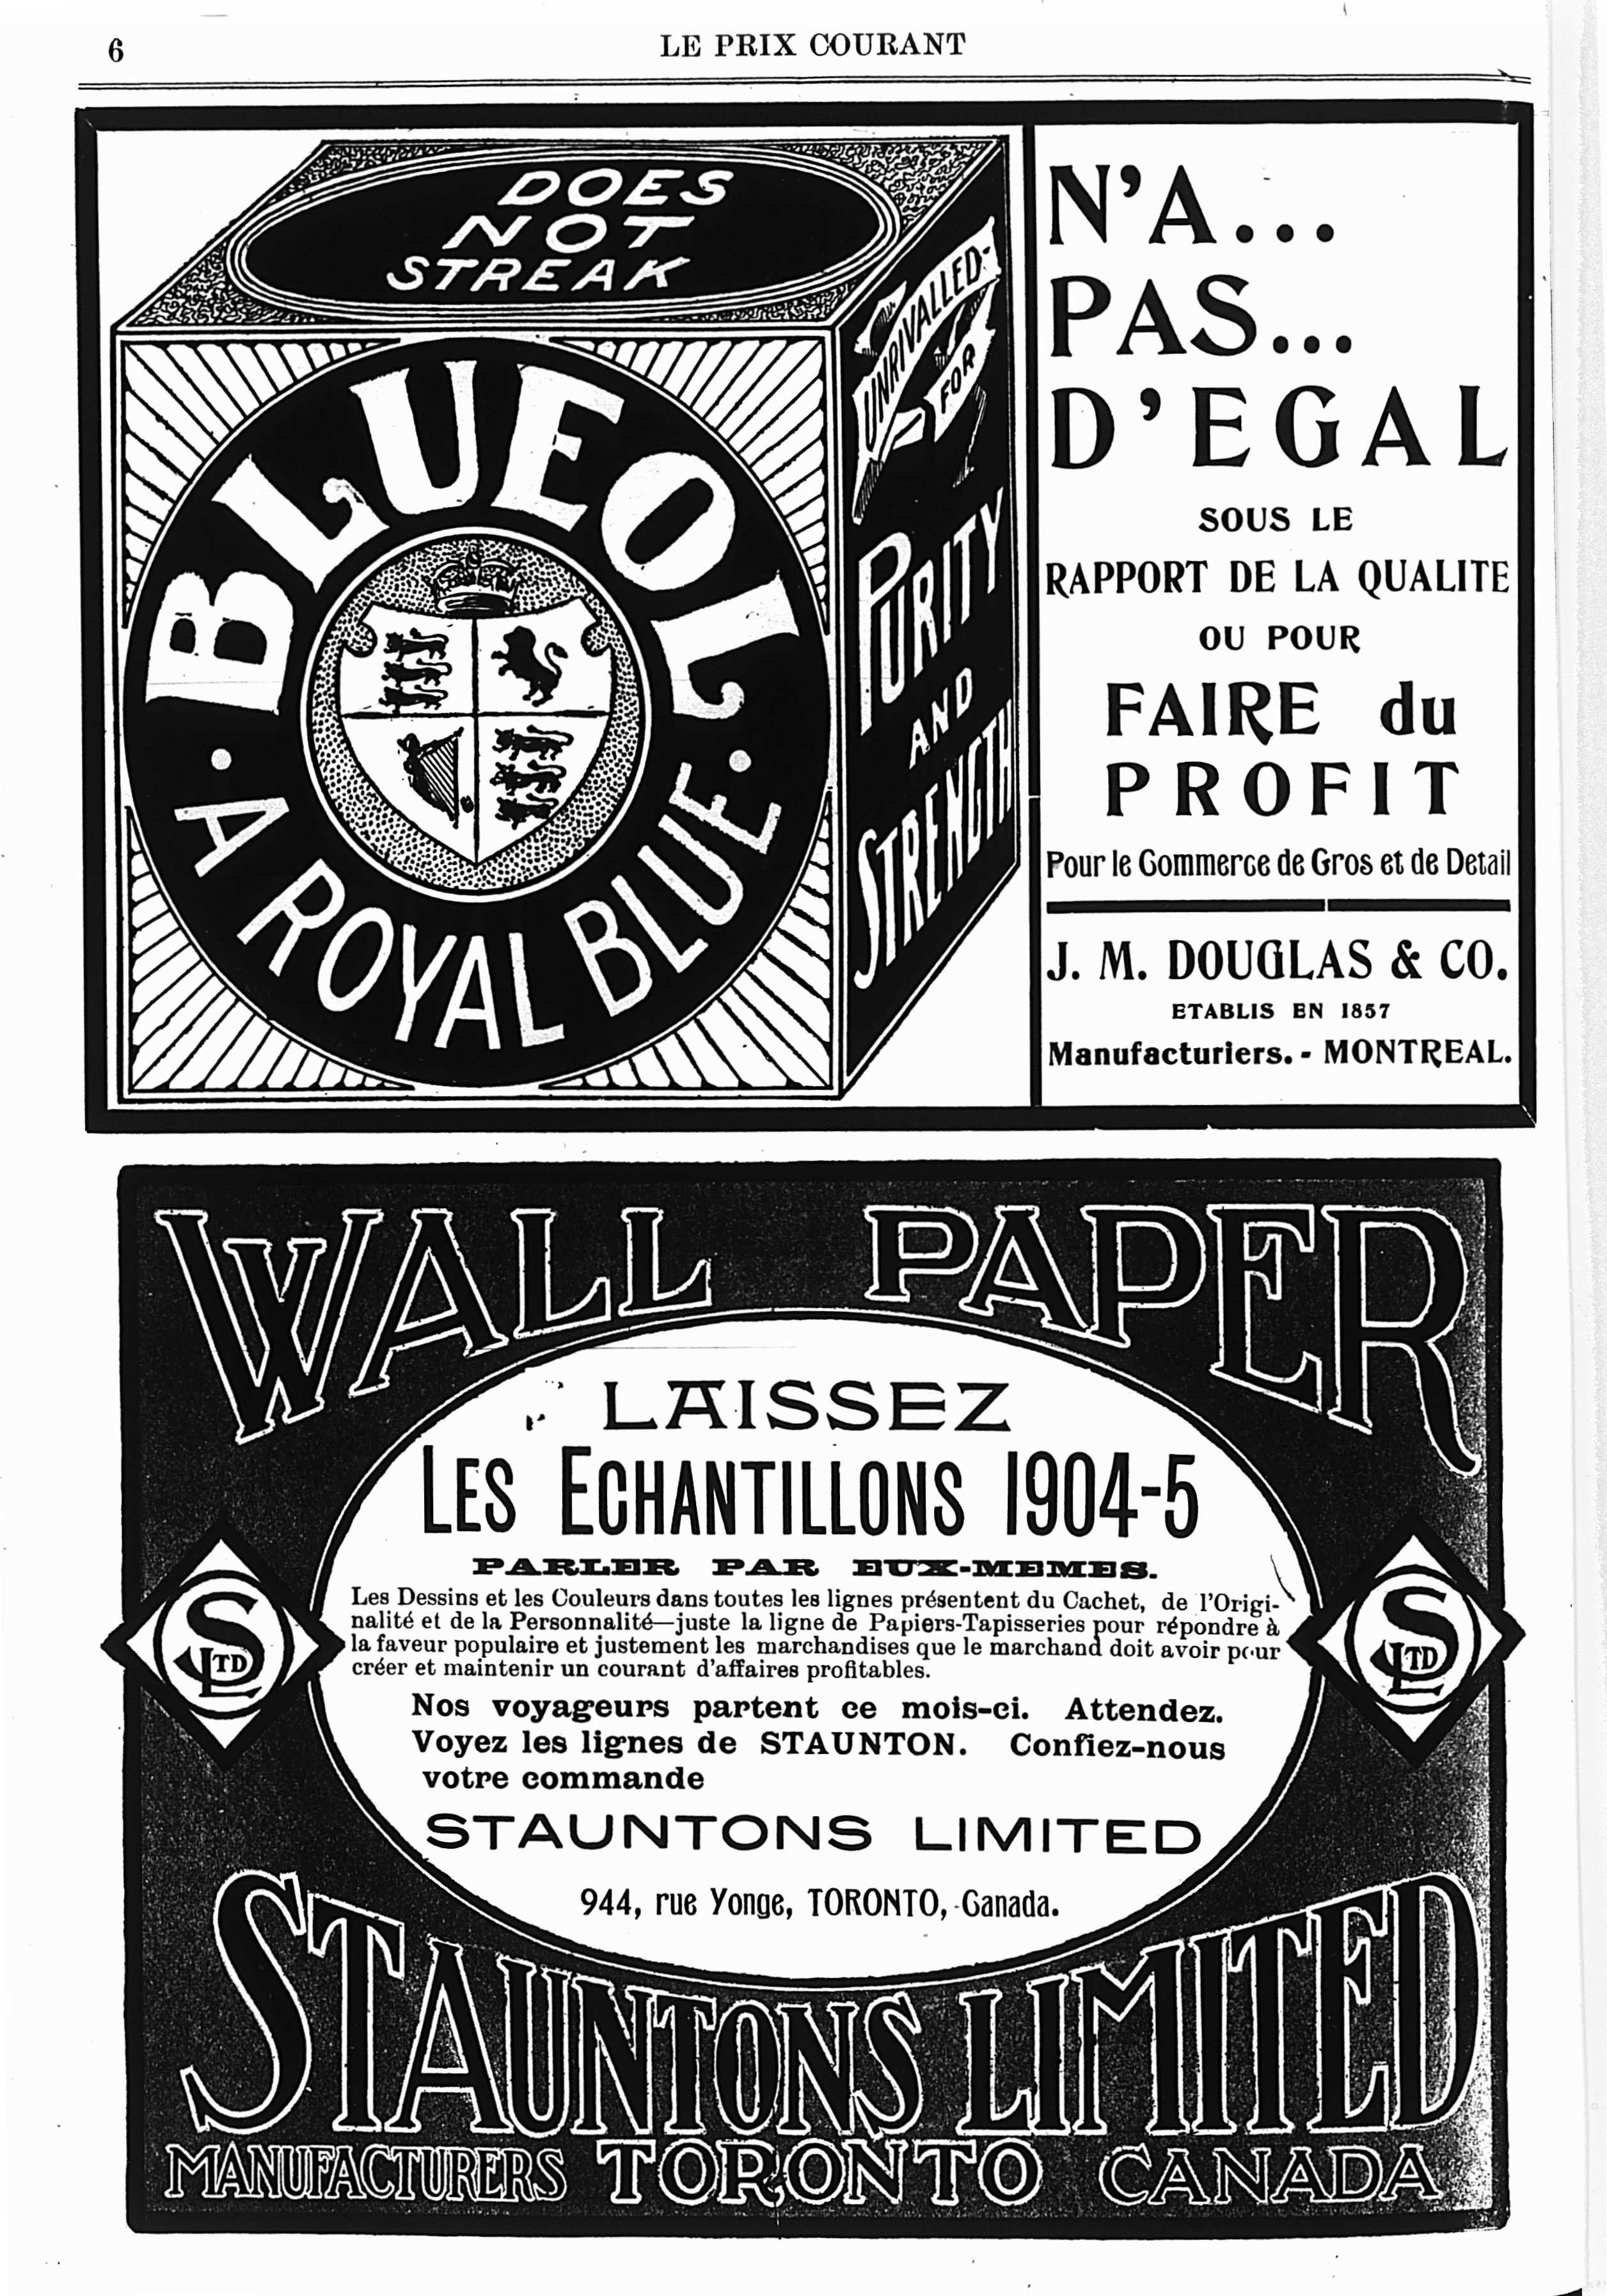 6
LE PRIX COURANT
DOES
NOT
STREAK
BLUEOL
• A ROYAL BLUE •
UNRIVALLED
FOR
PURITY
AND
STRENGTH
N'A...
PAS...
D'EGAL
SOUS LE
RAPPORT DE LA QUALITE
OU POUR
FAIRE du
PROFIT
Pour le Commerce de Gros et de Detail
J. M. DOUGLAS & CO.
ETABLIS EN 1857
Manufacturiers. - MONTREAL.
WALL PAPER
LAISSEZ
LES ECHANTILLONS 1904-5
PARLER PAR EUX-MEMES.
Les Dessins et les Couleurs dans toutes les lignes présentent du Cachet, de l'Origi-
nalité et de la Personnalité—juste la ligne de Papiers-Tapisseries pour répondre à
la faveur populaire et justement les marchandises que le marchand doit avoir pour
créer et maintenir un courant d'affaires profitables.
Nos voyageurs partent ce mois-ci. Attendez.
Voyez les lignes de STAUNTON. Confiez-nous
votre commande
STAUNTONS LIMITED
944, rue Yonge, TORONTO, Canada.
S LTD
S LTD
STAUNTONS LIMITED
MANUFACTURERS TORONTO CANADA